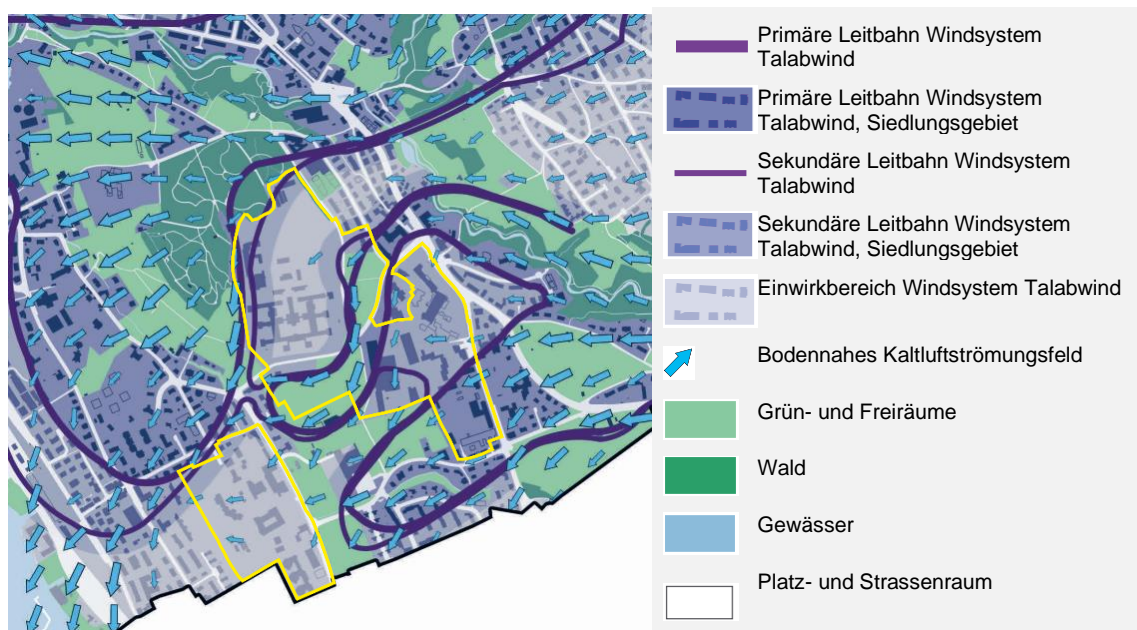 Primäre Leitbahn Windsystem
Talabwind
Primäre Leitbahn Windsystem
Talabwind, Siedlungsgebiet
Sekundäre Leitbahn Windsystem
Talabwind
Sekundäre Leitbahn Windsystem
Talabwind, Siedlungsgebiet
Einwirkbereich Windsystem Talabwind
Bodennahes Kaltluftströmungsfeld
Grün- und Freiräume
Wald
Gewässer
Platz- und Strassenraum